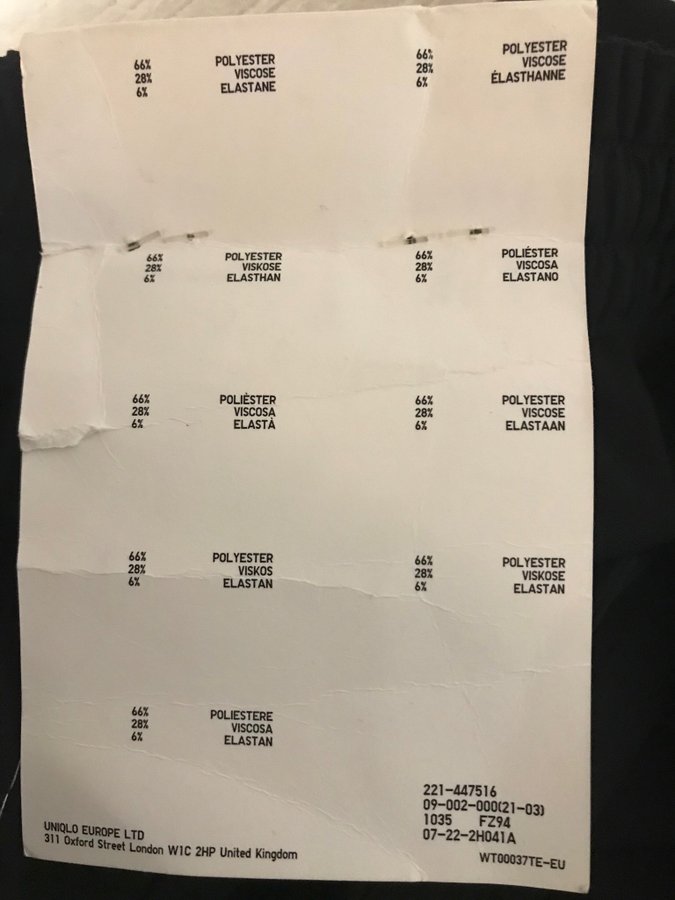 66% POLYESTER
28% VISCOSE
6% ELASTANE
66% POLYESTER
28% VISCOSE
6% ÉLASTHANNE
66% POLYESTER
28% VISKOSE
6% ELASTHAN
66% POLIÉSTER
28% VISCOSA
6% ELASTANO
66% POLIÈSTER
28% VISCOSA
6% ELASTÀ
66% POLYESTER
28% VISCOSE
6% ELASTAAN
66% POLYESTER
28% VISKOS
6% ELASTAN
66% POLYESTER
28% VISKOSE
6% ELASTAN
66% POLIESTERE
28% VISCOSA
6% ELASTAN
221-447516
09-002-000(21-03)
1035 FZ94
07-22-2H041A
WT00037TE-EU
UNIQLO EUROPE LTD
311 Oxford Street London W1C 2HP United Kingdom